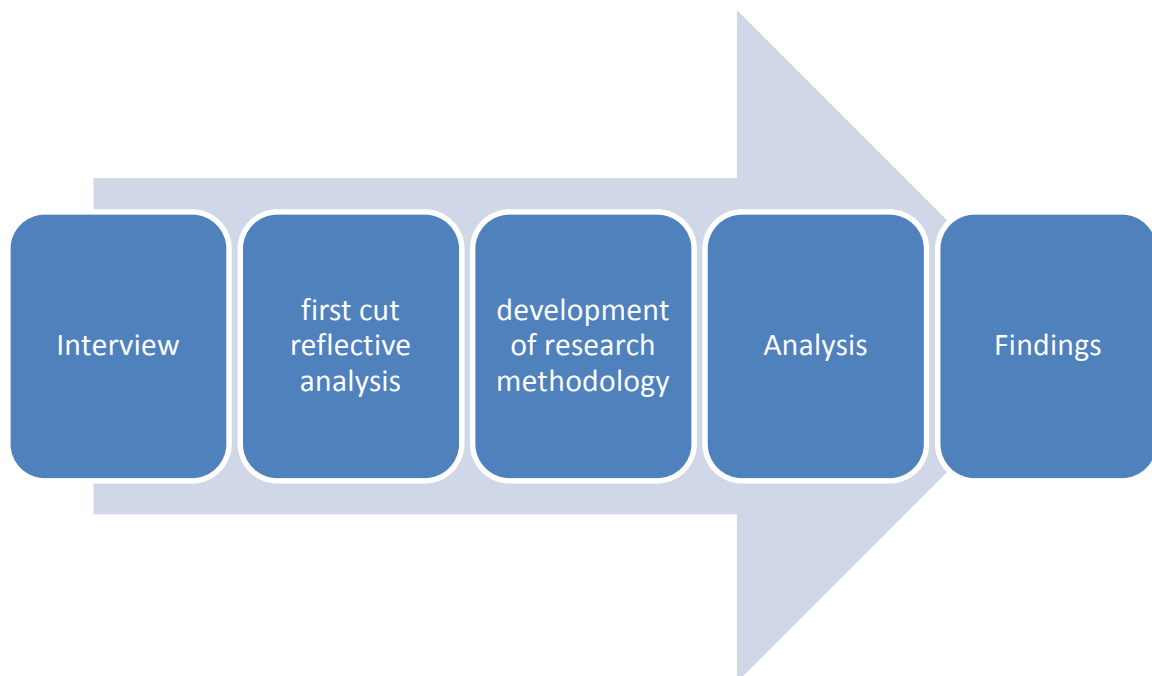 Interview
first cut
reflective
analysis
development
of research
methodology
Analysis
Findings